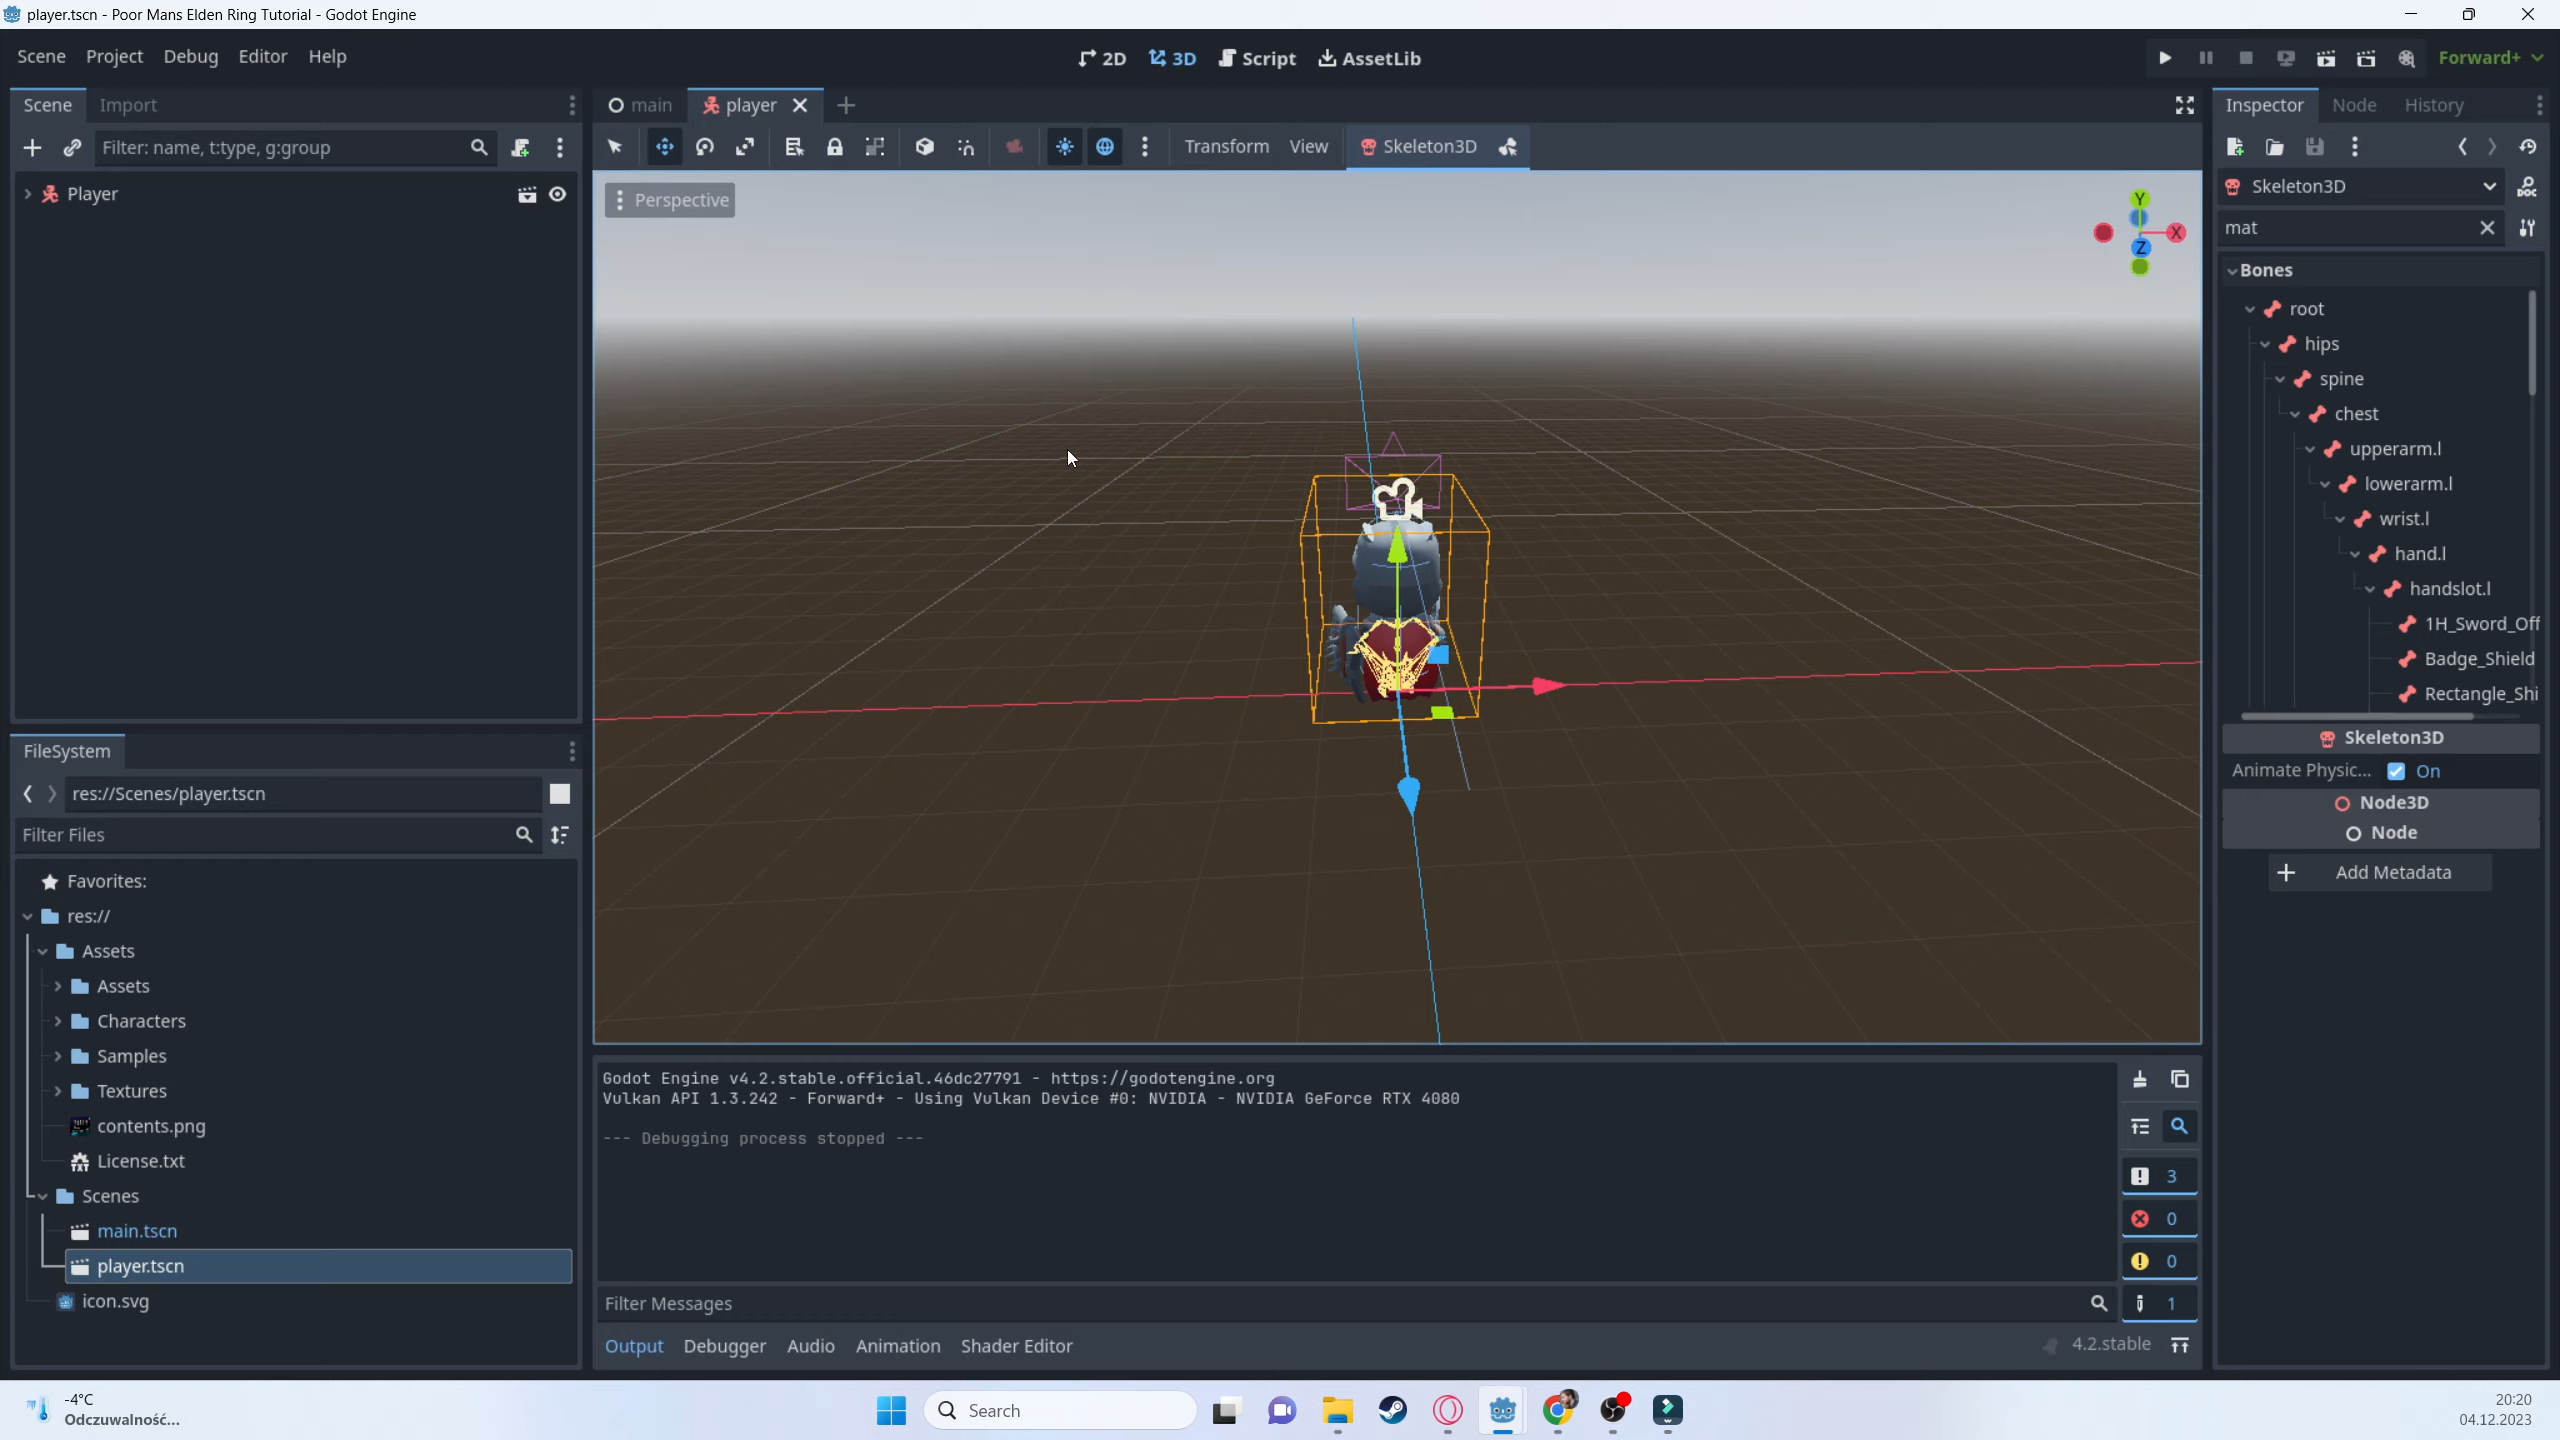 player.tscn - Poor Mans Elden Ring Tutorial - Godot Engine
Scene Project Debug Editor Help
2D 3D Script AssetLib
Forward+
Scene Import
Filter: name, t:type, g:group
Player
main player
Transform View Skeleton3D
Perspective
Y
X
Z
Inspector Node History
Skeleton3D
mat
Bones
root
hips
spine
chest
upperarm.l
lowerarm.l
wrist.l
hand.l
handslot.l
1H_Sword_Off
Badge_Shield
Rectangle_Shi
Skeleton3D
Animate Physic... On
Node3D
Node
Add Metadata
FileSystem
res://Scenes/player.tscn
Filter Files
Favorites:
res://
Assets
Assets
Characters
Samples
Textures
contents.png
License.txt
Scenes
main.tscn
player.tscn
icon.svg
Godot Engine v4.2.stable.official.46dc27791 - https://godotengine.org
Vulkan API 1.3.242 - Forward+ - Using Vulkan Device #0: NVIDIA - NVIDIA GeForce RTX 4080
--- Debugging process stopped ---
3
0
0
1
Filter Messages
Output Debugger Audio Animation Shader Editor
4.2.stable
-4°C
Odczuwalność...
Search
20:20
04.12.2023